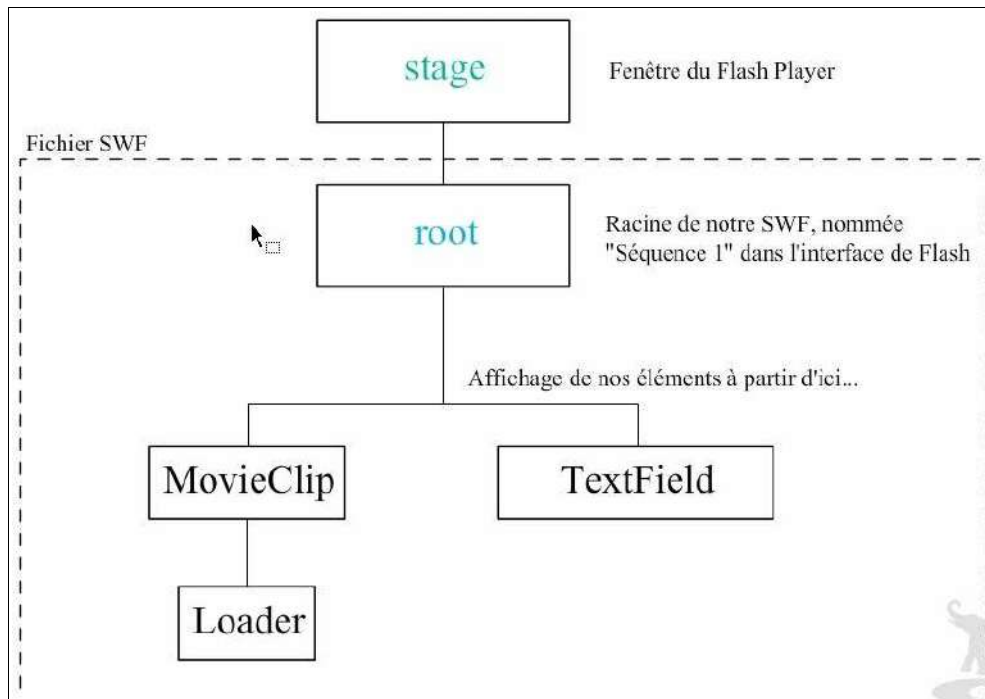 stage
Fenêtre du Flash Player
Fichier SWF
root
Racine de notre SWF, nommée
"Séquence 1" dans l'interface de Flash
Affichage de nos éléments à partir d'ici...
MovieClip
TextField
Loader